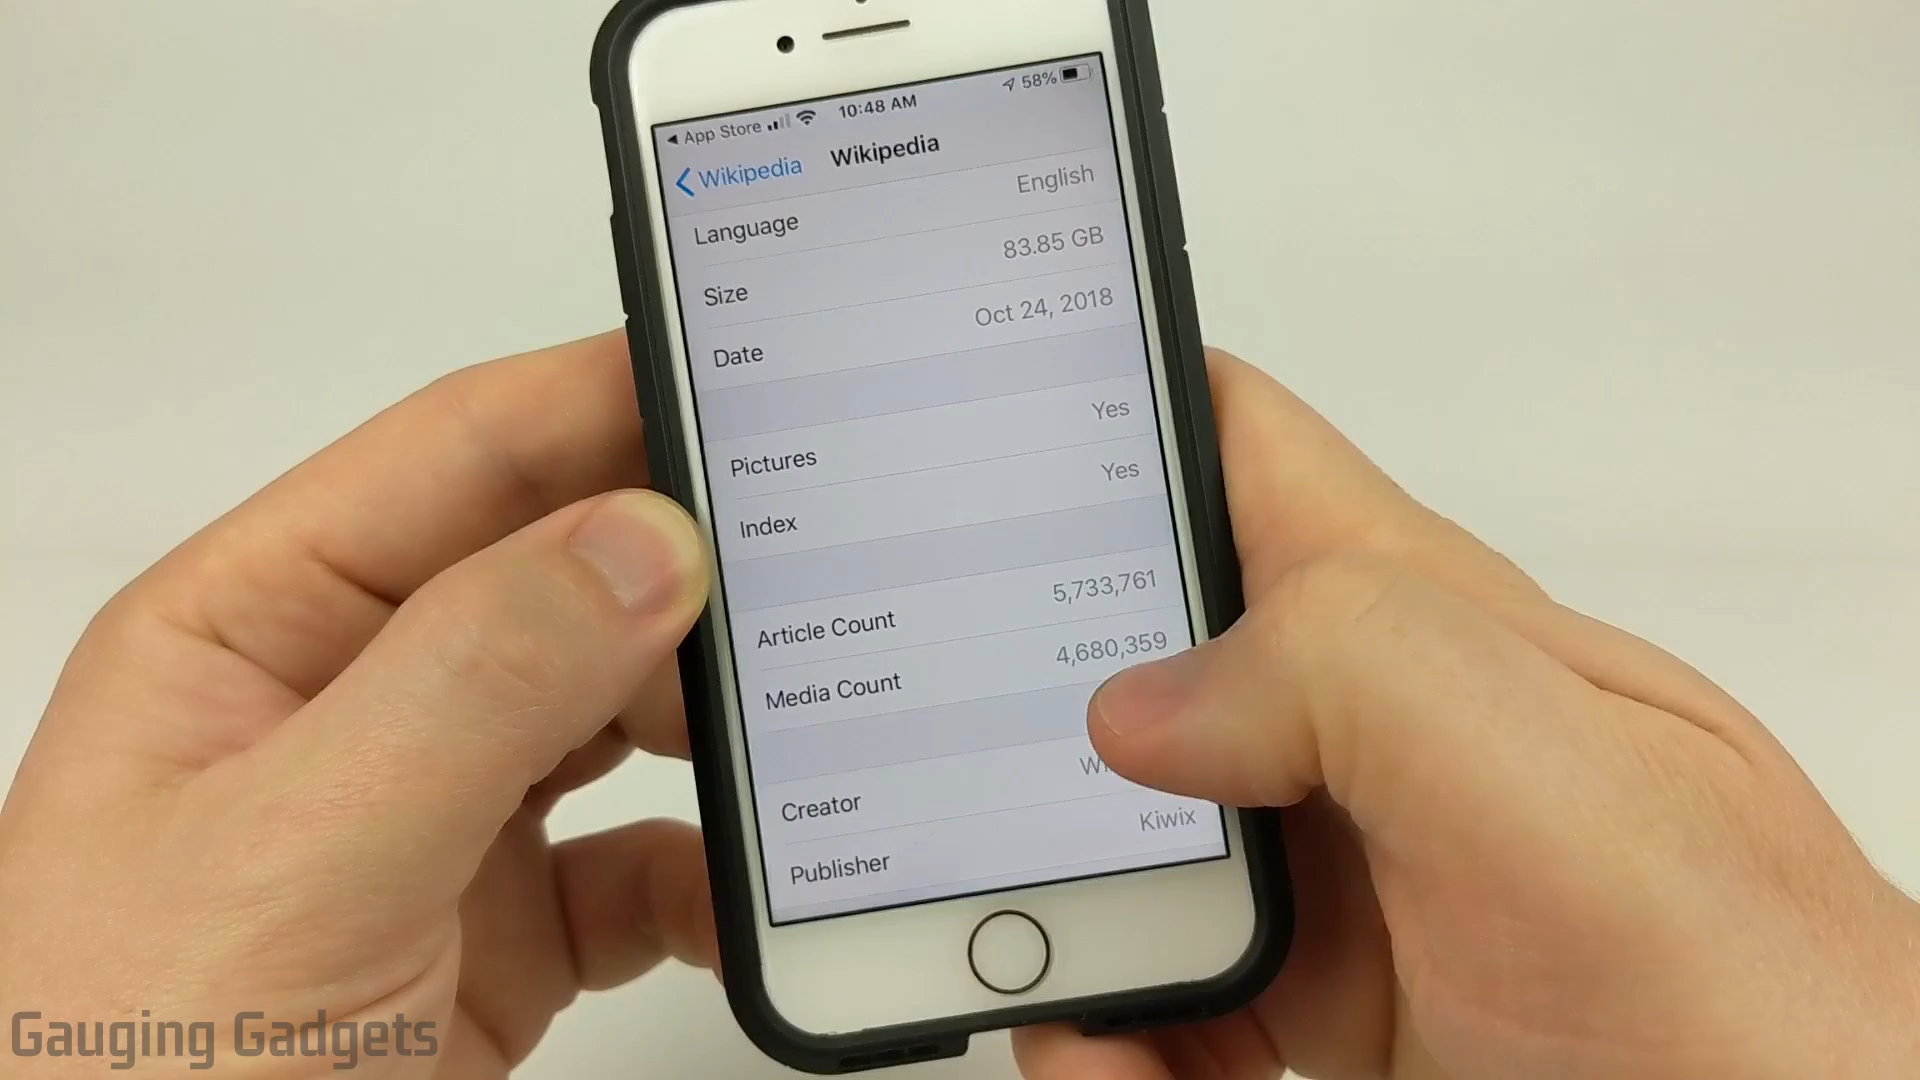 App Store 10:48 AM 58%
Wikipedia Wikipedia
Language English
Size 83.85 GB
Date Oct 24, 2018
Pictures Yes
Index Yes
Article Count 5,733,761
Media Count 4,680,359
Creator
Publisher Kiwix
Gauging Gadgets